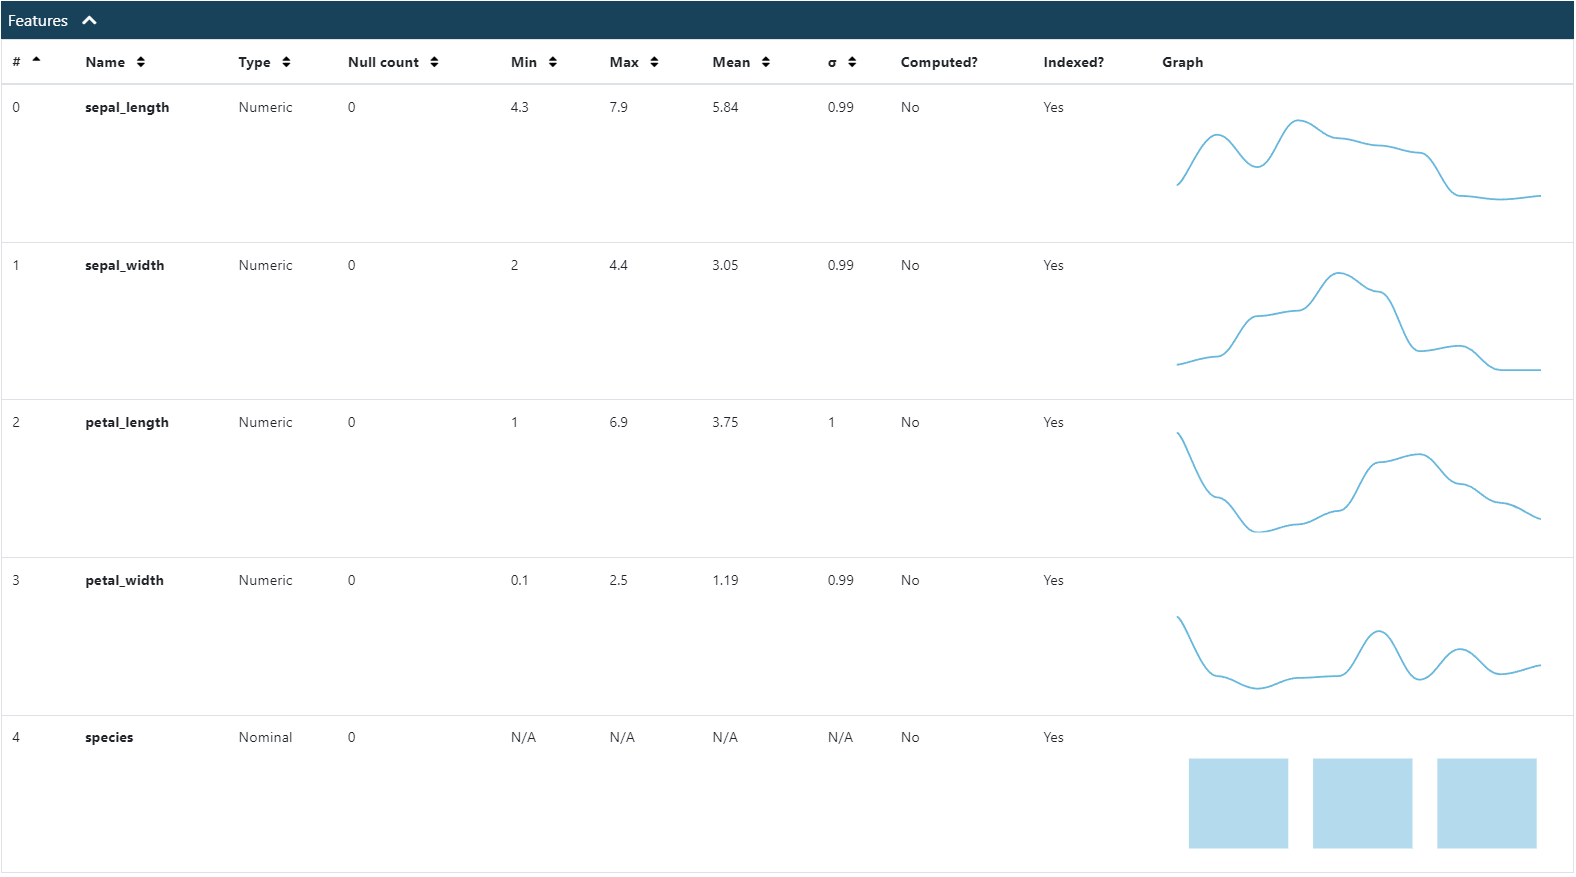 Features
# Name Type Null count Min Max Mean σ Computed? Indexed? Graph
0 sepal_length Numeric 0 4.3 7.9 5.84 0.99 No Yes
1 sepal_width Numeric 0 2 4.4 3.05 0.99 No Yes
2 petal_length Numeric 0 1 6.9 3.75 1 No Yes
3 petal_width Numeric 0 0.1 2.5 1.19 0.99 No Yes
4 species Nominal 0 N/A N/A N/A N/A No Yes